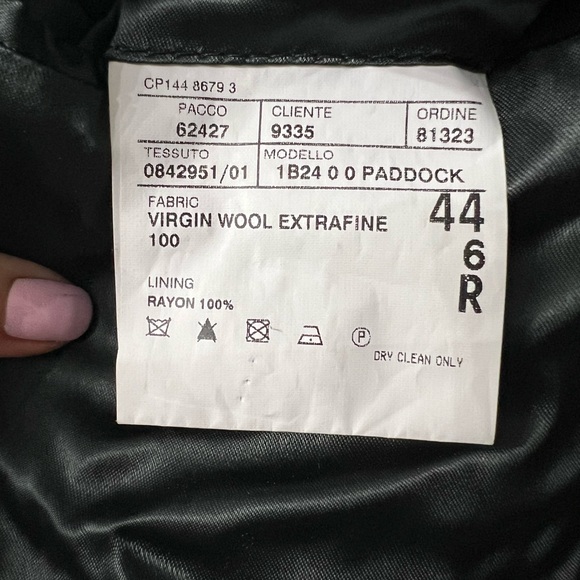 CP144 8679 3
PACCO CLIENTE ORDINE
62427 9335 81323
TESSUTO MODELLO
0842951/01 1B24 0 0 PADDOCK
FABRIC 44
VIRGIN WOOL EXTRAFINE
100 6
LINING R
RAYON 100%
P
DRY CLEAN ONLY